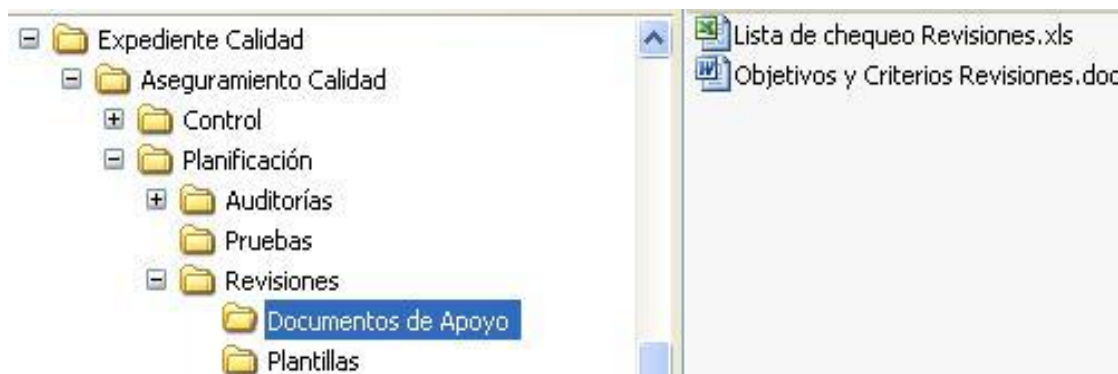 Expediente Calidad
Aseguramiento Calidad
Control
Planificación
Auditorías
Pruebas
Revisiones
Documentos de Apoyo
Plantillas
Lista de chequeo Revisiones.xls
Objetivos y Criterios Revisiones.doc